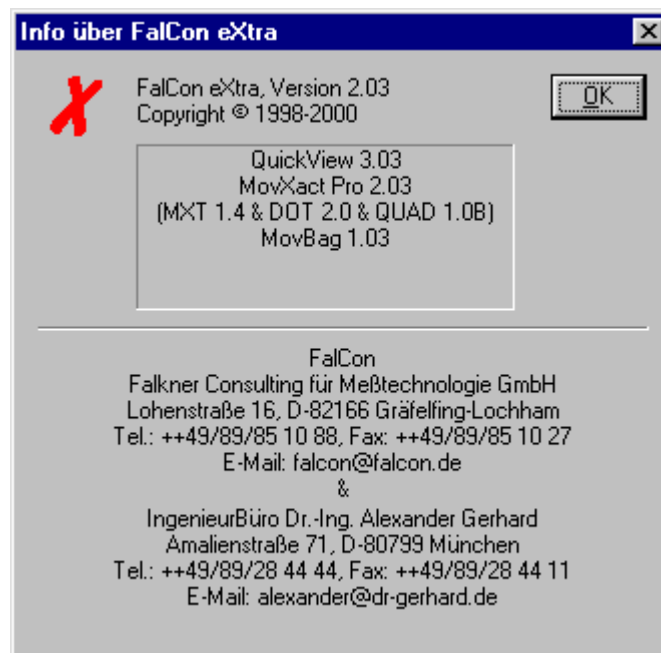 Info über FalCon eXtra
FalCon eXtra, Version 2.03
Copyright © 1998-2000
OK
QuickView 3.03
MovXact Pro 2.03
(MXT 1.4 & DOT 2.0 & QUAD 1.0B)
MovBag 1.03
FalCon
Falkner Consulting für Meßtechnologie GmbH
Lohenstraße 16, D-82166 Gräfelfing-Lochham
Tel.: ++49/89/85 10 88, Fax: ++49/89/85 10 27
E-Mail: falcon@falcon.de
&
IngenieurBüro Dr.-Ing. Alexander Gerhard
Amalienstraße 71, D-80799 München
Tel.: ++49/89/28 44 44, Fax: ++49/89/28 44 11
E-Mail: alexander@dr-gerhard.de